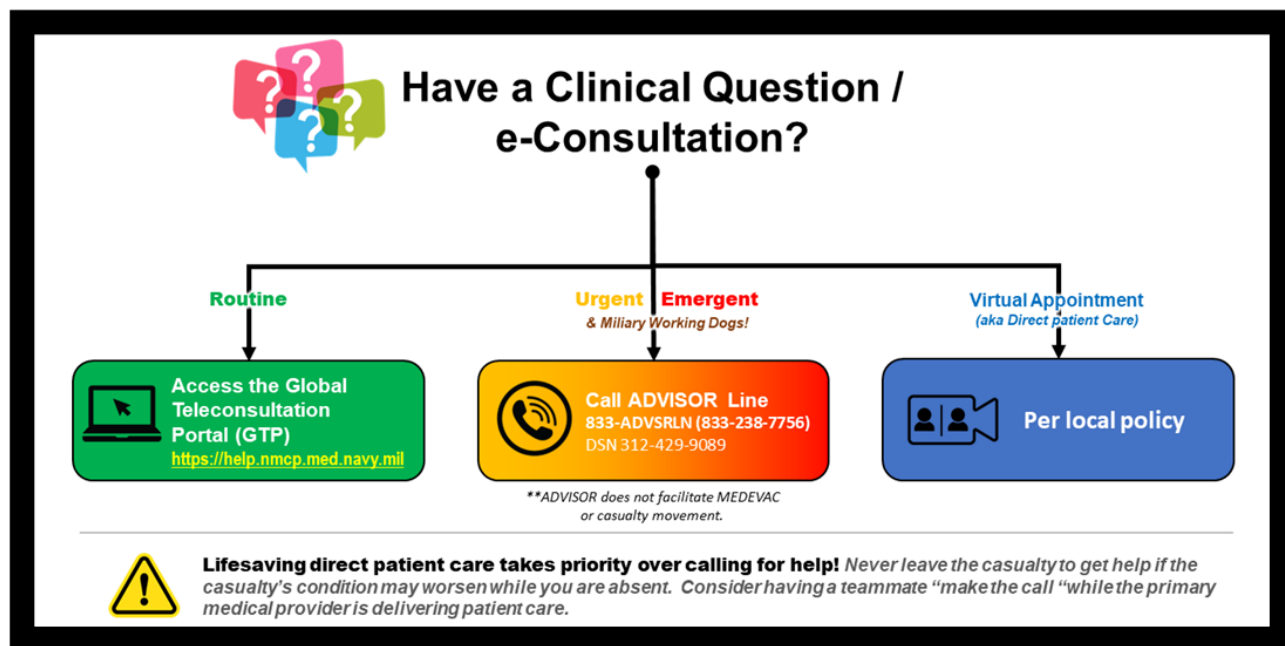 Have a Clinical Question /
e-Consultation?
Routine
Urgent Emergent
& Miliary Working Dogs!
Virtual Appointment
(aka Direct patient Care)
Access the Global
Teleconsultation
Portal (GTP)
https://help.nmcp.med.navy.mil
Call ADVISOR Line
833-ADVSRLN (833-238-7756)
DSN 312-429-9089
Per local policy
**ADVISOR does not facilitate MEDEVAC
or casualty movement.
Lifesaving direct patient care takes priority over calling for help! Never leave the casualty to get help if the
casualty's condition may worsen while you are absent. Consider having a teammate “make the call “while the primary
medical provider is delivering patient care.